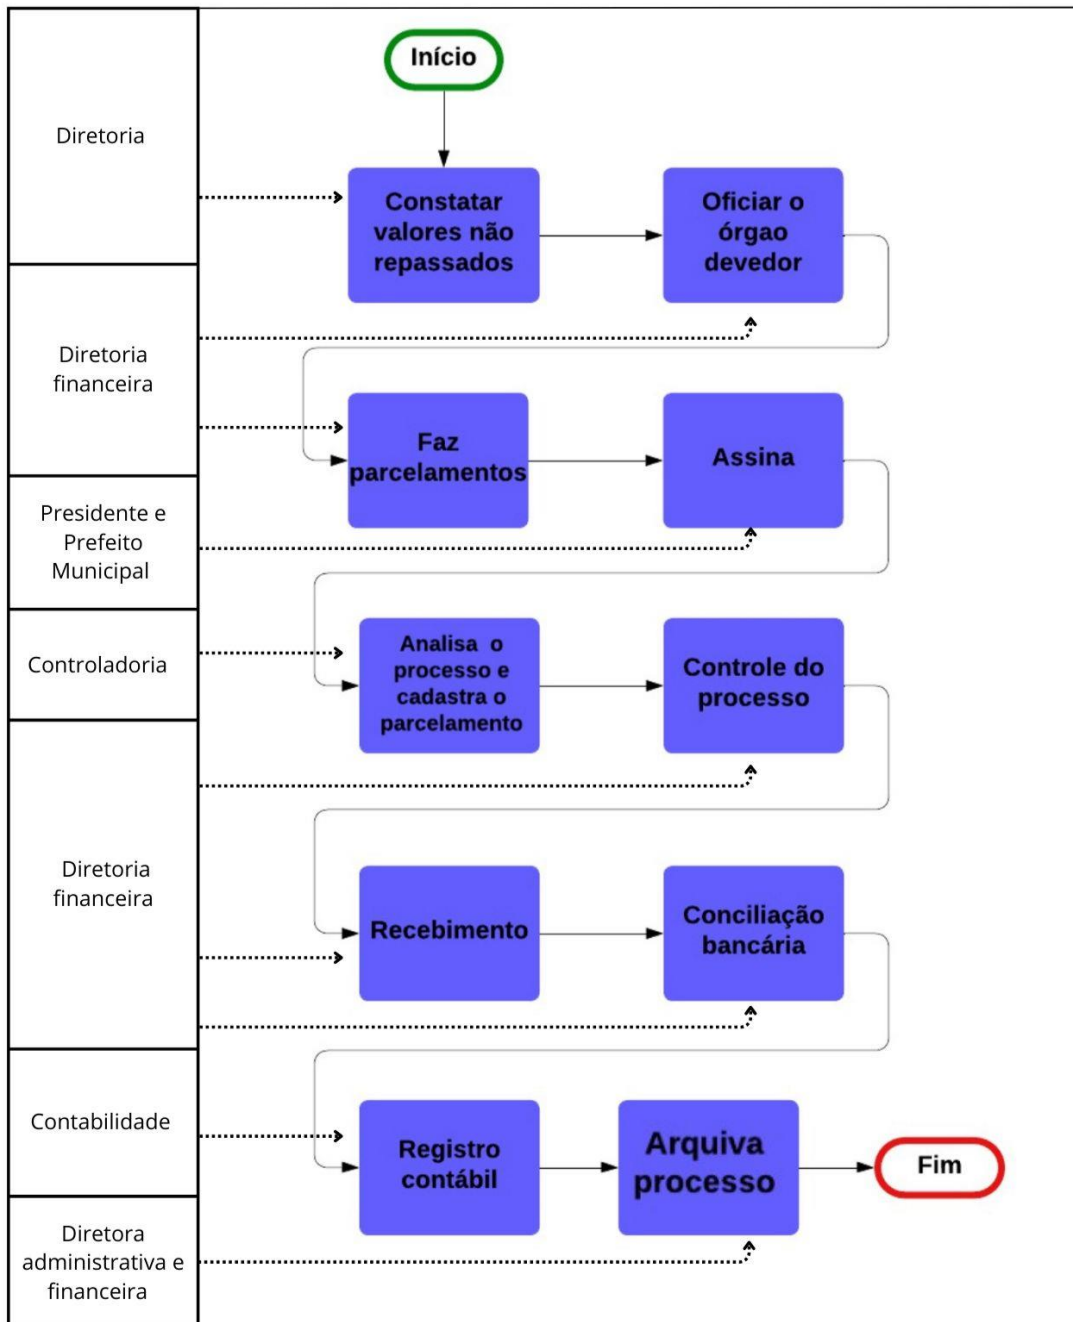 Início
Diretoria
Constatar
valores não
repassados
Oficiar o
órgao
devedor
Diretoria
financeira
Faz
parcelamentos
Assina
Presidente e
Prefeito
Municipal
Controladoria
Analisa o
processo e
cadastra o
parcelamento
Controle do
processo
Diretoria
financeira
Recebimento
Conciliação
bancária
Contabilidade
Registro
contábil
Arquiva
processo
Fim
Diretora
administrativa e
financeira